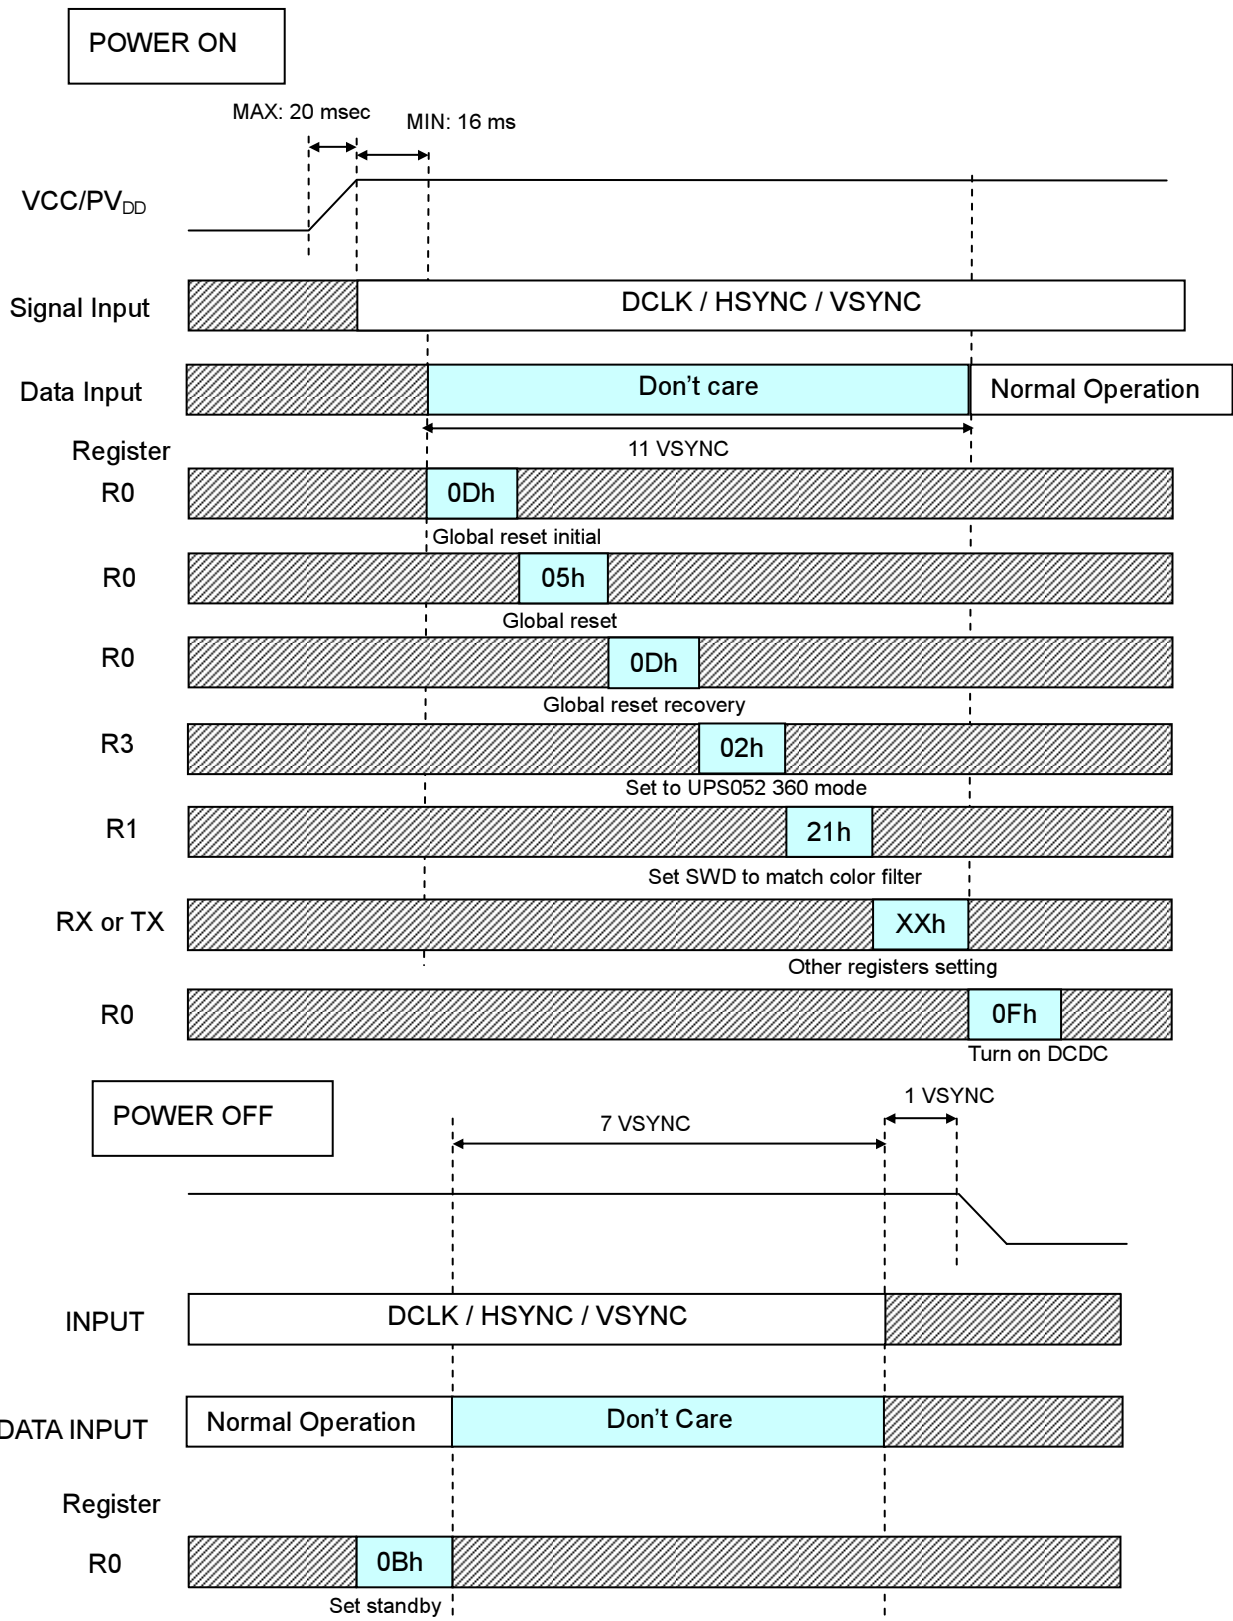 POWER ON
MAX: 20 msec
MIN: 16 ms
VCC/PVDD
Signal Input
DCLK / HSYNC / VSYNC
Data Input
Don't care
Normal Operation
11 VSYNC
Register
R0
0Dh
Global reset initial
R0
05h
Global reset
R0
0Dh
Global reset recovery
R3
02h
Set to UPS052 360 mode
R1
21h
Set SWD to match color filter
RX or TX
XXh
Other registers setting
R0
0Fh
Turn on DCDC
POWER OFF
1 VSYNC
7 VSYNC
INPUT
DCLK / HSYNC / VSYNC
DATA INPUT
Normal Operation
Don't Care
Register
R0
0Bh
Set standby